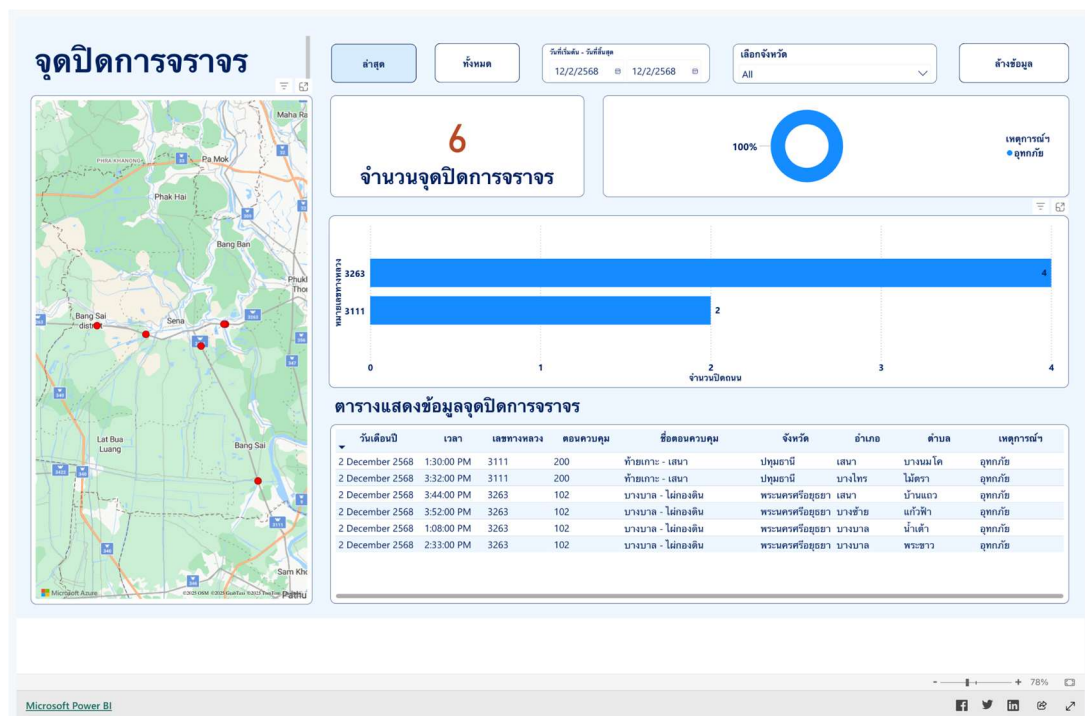 จุดปิดการจราจร
ล่าสุด
ทั้งหมด
วันที่เริ่มต้น - วันที่สิ้นสุด
12/2/2568 12/2/2568
เลือกจังหวัด
All
ล้างข้อมูล
Maha Ra
PHRAIKHANONG
Pa Mok
Phak Hai
Bang Ban
Phukl
Thor
Bang Sai
district
Sena
Lat Bua
Luang
Bang Sai
Sam Kho
Pathu
Microsoft Azure
6
จำนวนจุดปิดการจราจร
100%
เหตุการณ์ฯ
อุทกภัย
หมายเลขทางหลวง
3263 4
3111 2
0 1 2 3 4
จำนวนปิดถนน
ตารางแสดงข้อมูลจุดปิดการจราจร
วันเดือนปี เวลา เลขทางหลวง ตอนควบคุม ชื่อตอนควบคุม จังหวัด อำเภอ ตำบล เหตุการณ์ฯ
2 December 2568 1:30:00 PM 3111 200 ท้ายเกาะ - เสนา ปทุมธานี เสนา บางนมโค อุทกภัย
2 December 2568 3:32:00 PM 3111 200 ท้ายเกาะ - เสนา ปทุมธานี บางไทร ไม้ตรา อุทกภัย
2 December 2568 3:44:00 PM 3263 102 บางบาล - ไผ่กองดิน พระนครศรีอยุธยา เสนา บ้านแถว อุทกภัย
2 December 2568 3:52:00 PM 3263 102 บางบาล - ไผ่กองดิน พระนครศรีอยุธยา บางซ้าย แก้วฟ้า อุทกภัย
2 December 2568 1:08:00 PM 3263 102 บางบาล - ไผ่กองดิน พระนครศรีอยุธยา บางบาล น้ำเต้า อุทกภัย
2 December 2568 2:33:00 PM 3263 102 บางบาล - ไผ่กองดิน พระนครศรีอยุธยา บางบาล พระขาว อุทกภัย
- + 78%
Microsoft Power BI